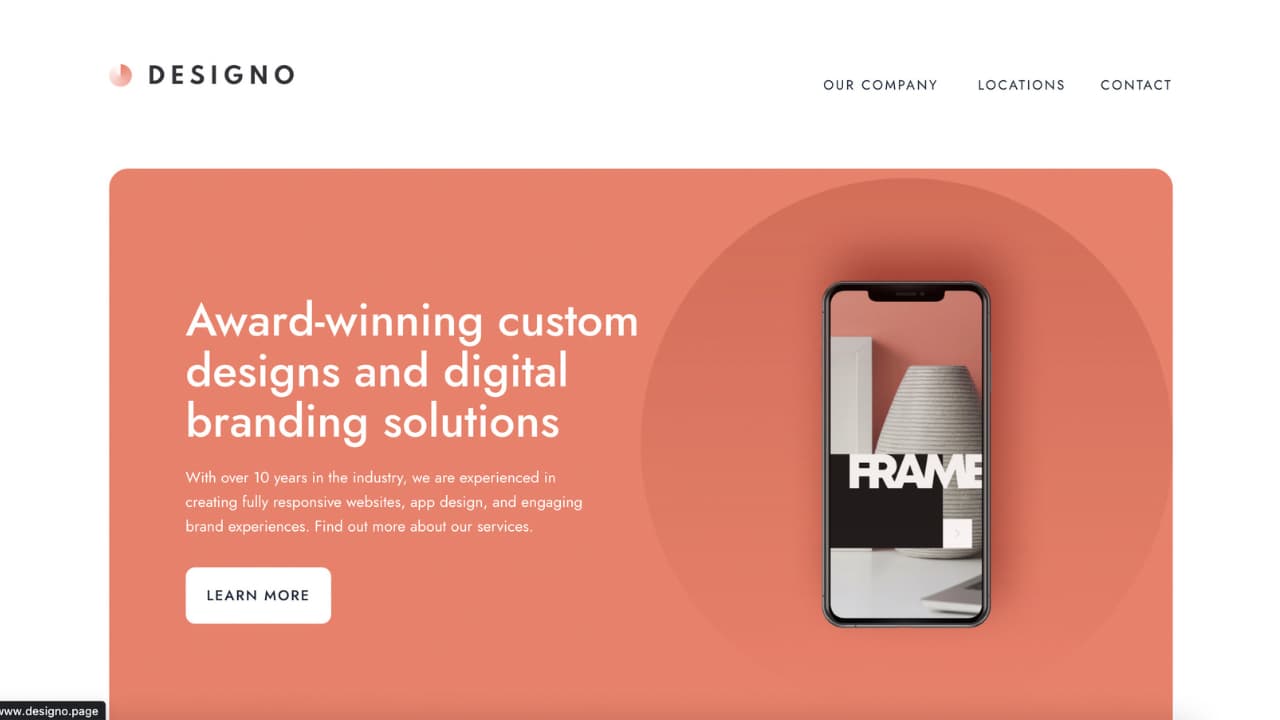 DESIGNO
OUR COMPANY LOCATIONS CONTACT
Award-winning custom
designs and digital
branding solutions
With over 10 years in the industry, we are experienced in
creating fully responsive websites, app design, and engaging
brand experiences. Find out more about our services.
LEARN MORE
FRAME
www.designo.page